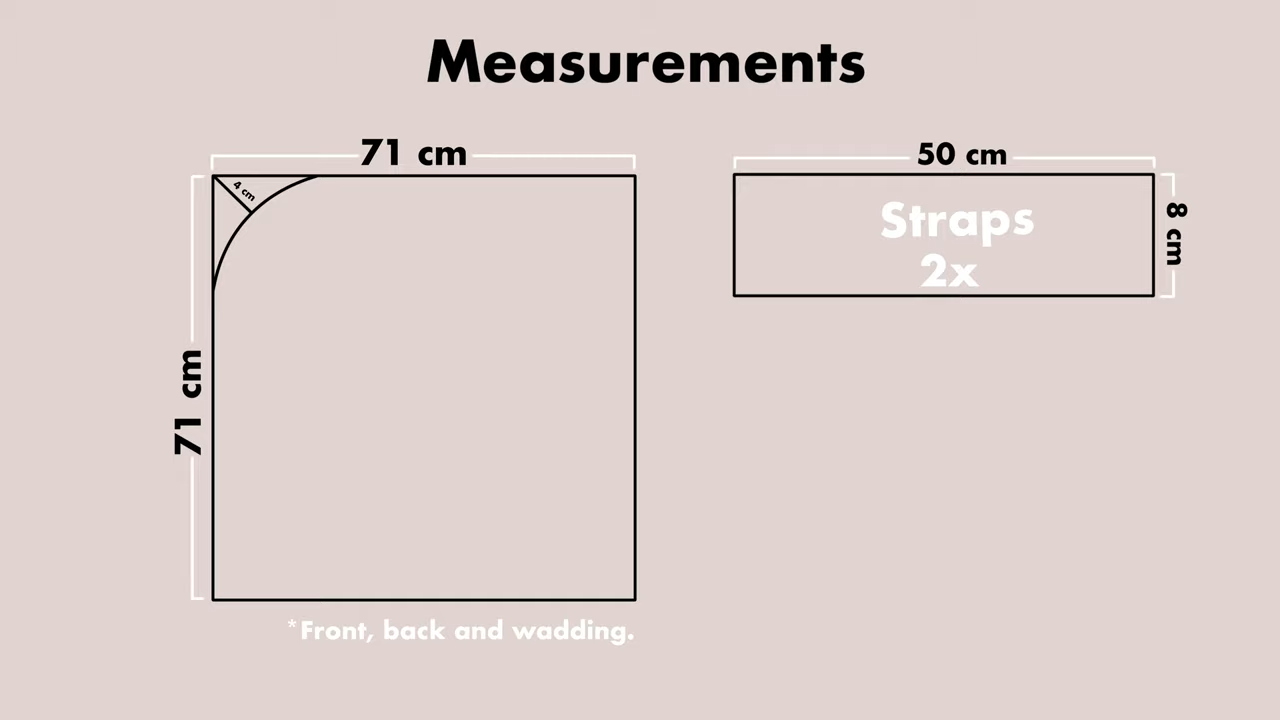 Measurements
71 cm
4 cm
71 cm
*Front, back and wadding.
50 cm
Straps
2x
8 cm